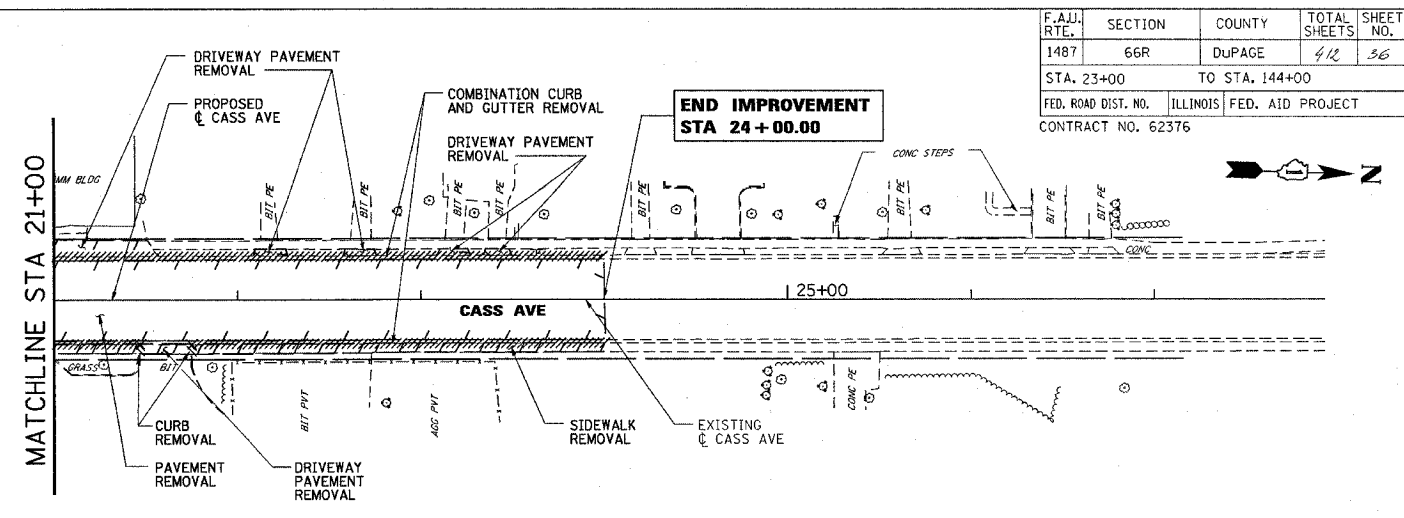 F.A.U. RTE. SECTION COUNTY TOTAL SHEETS SHEET NO.
1487 66R DuPAGE 412 36
STA. 23+00 TO STA. 144+00
FED. ROAD DIST. NO. ILLINOIS FED. AID PROJECT
CONTRACT NO. 62376
DRIVEWAY PAVEMENT
REMOVAL
PROPOSED
℄ CASS AVE
COMBINATION CURB
AND GUTTER REMOVAL
DRIVEWAY PAVEMENT
REMOVAL
END IMPROVEMENT
STA 24+00.00
CONC STEPS
N
MATCHLINE STA 21+00
MM BLDG
BIT PE
BIT PE
BIT PE
BIT PE
BIT PE
BIT PE
BIT PE
BIT PE
CONC
25+00
CASS AVE
GRASS
BIT
BIT PVT
AGG PVT
CONC PE
CURB
REMOVAL
PAVEMENT
REMOVAL
DRIVEWAY
PAVEMENT
REMOVAL
SIDEWALK
REMOVAL
EXISTING
℄ CASS AVE